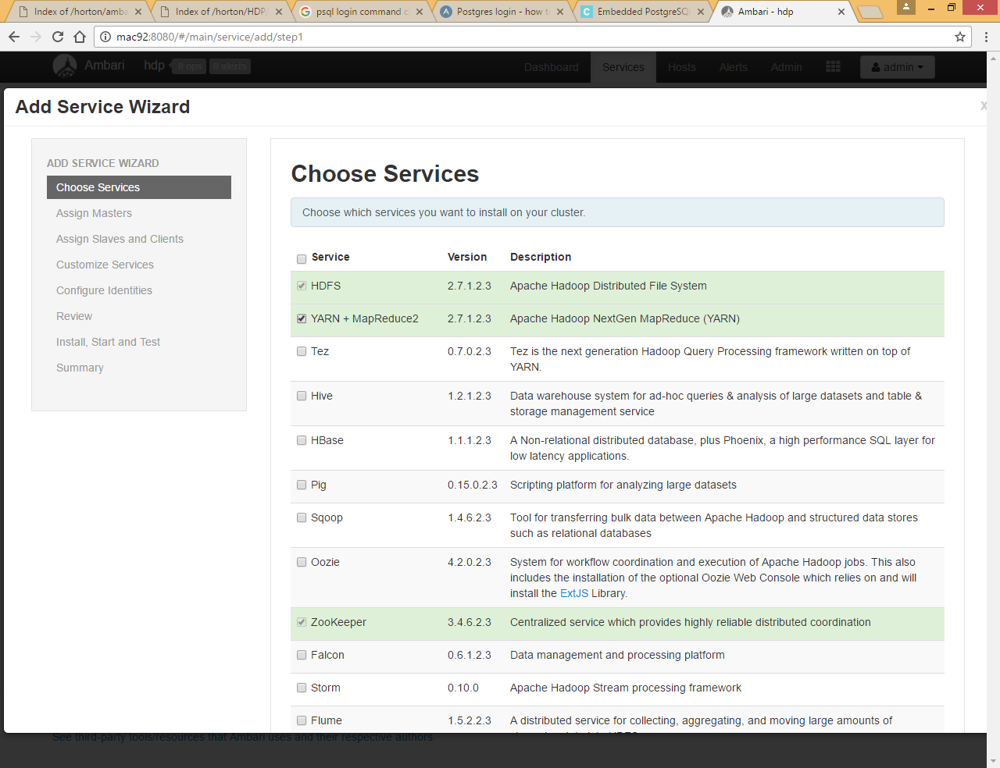 Index of /horton/amba
Index of /horton/HDP
psql login command
Postgres login - how t
Embedded PostgreSQ
Ambari - hdp
mac92:8080/#/main/service/add/step1
Ambari hdp 0 ops 0 alerts Dashboard Services Hosts Alerts Admin admin
Add Service Wizard
x
ADD SERVICE WIZARD
Choose Services
Assign Masters
Assign Slaves and Clients
Customize Services
Configure Identities
Review
Install, Start and Test
Summary
Choose Services
Choose which services you want to install on your cluster.
Service Version Description
HDFS 2.7.1.2.3 Apache Hadoop Distributed File System
YARN + MapReduce2 2.7.1.2.3 Apache Hadoop NextGen MapReduce (YARN)
Tez 0.7.0.2.3 Tez is the next generation Hadoop Query Processing framework written on top of
YARN.
Hive 1.2.1.2.3 Data warehouse system for ad-hoc queries & analysis of large datasets and table &
storage management service
HBase 1.1.1.2.3 A Non-relational distributed database, plus Phoenix, a high performance SQL layer for
low latency applications.
Pig 0.15.0.2.3 Scripting platform for analyzing large datasets
Sqoop 1.4.6.2.3 Tool for transferring bulk data between Apache Hadoop and structured data stores
such as relational databases
Oozie 4.2.0.2.3 System for workflow coordination and execution of Apache Hadoop jobs. This also
includes the installation of the optional Oozie Web Console which relies on and will
install the ExtJS Library.
ZooKeeper 3.4.6.2.3 Centralized service which provides highly reliable distributed coordination
Falcon 0.6.1.2.3 Data management and processing platform
Storm 0.10.0 Apache Hadoop Stream processing framework
Flume 1.5.2.2.3 A distributed service for collecting, aggregating, and moving large amounts of
See third-party tools/resources that Ambari uses and their respective authors